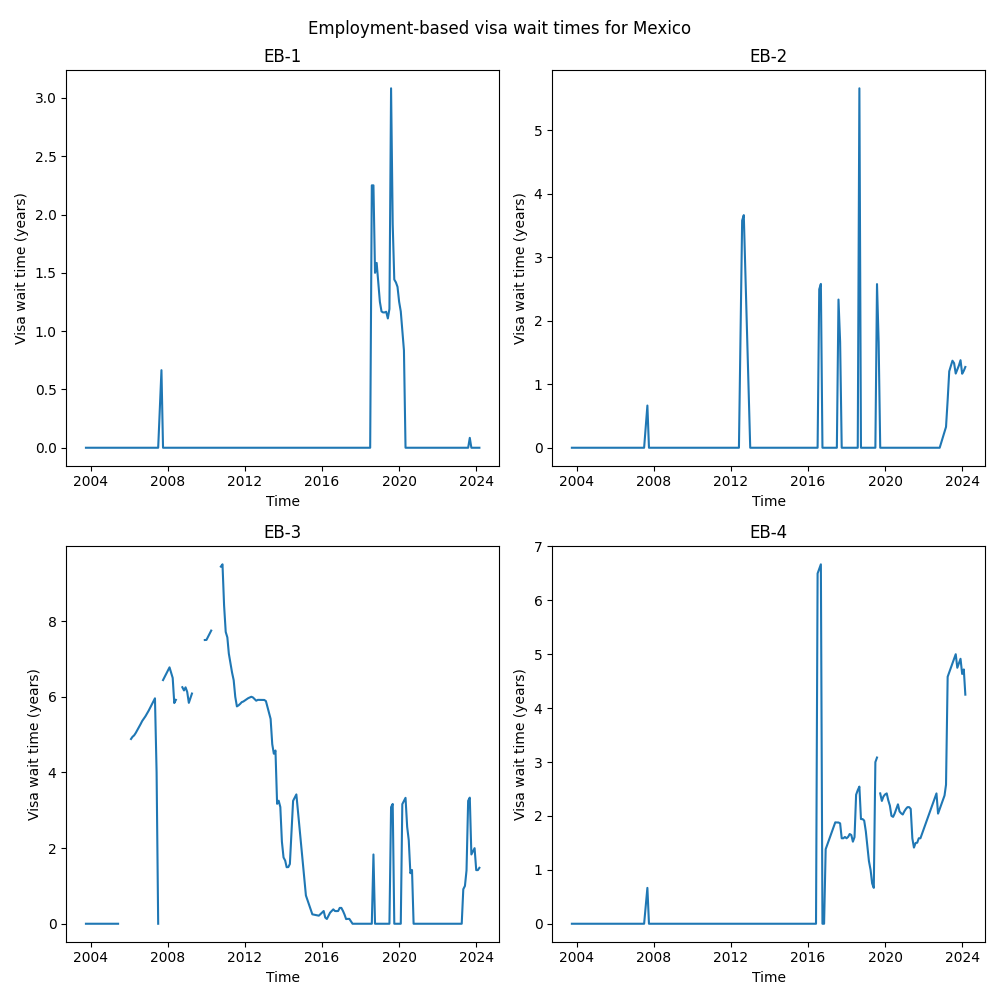 Employment-based visa wait times for Mexico
EB-1
Visa wait time (years)
3.0
2.5
2.0
1.5
1.0
0.5
0.0
2004 2008 2012 2016 2020 2024
Time
EB-2
Visa wait time (years)
5
4
3
2
1
0
2004 2008 2012 2016 2020 2024
Time
EB-3
Visa wait time (years)
8
6
4
2
0
2004 2008 2012 2016 2020 2024
Time
EB-4
Visa wait time (years)
7
6
5
4
3
2
1
0
2004 2008 2012 2016 2020 2024
Time